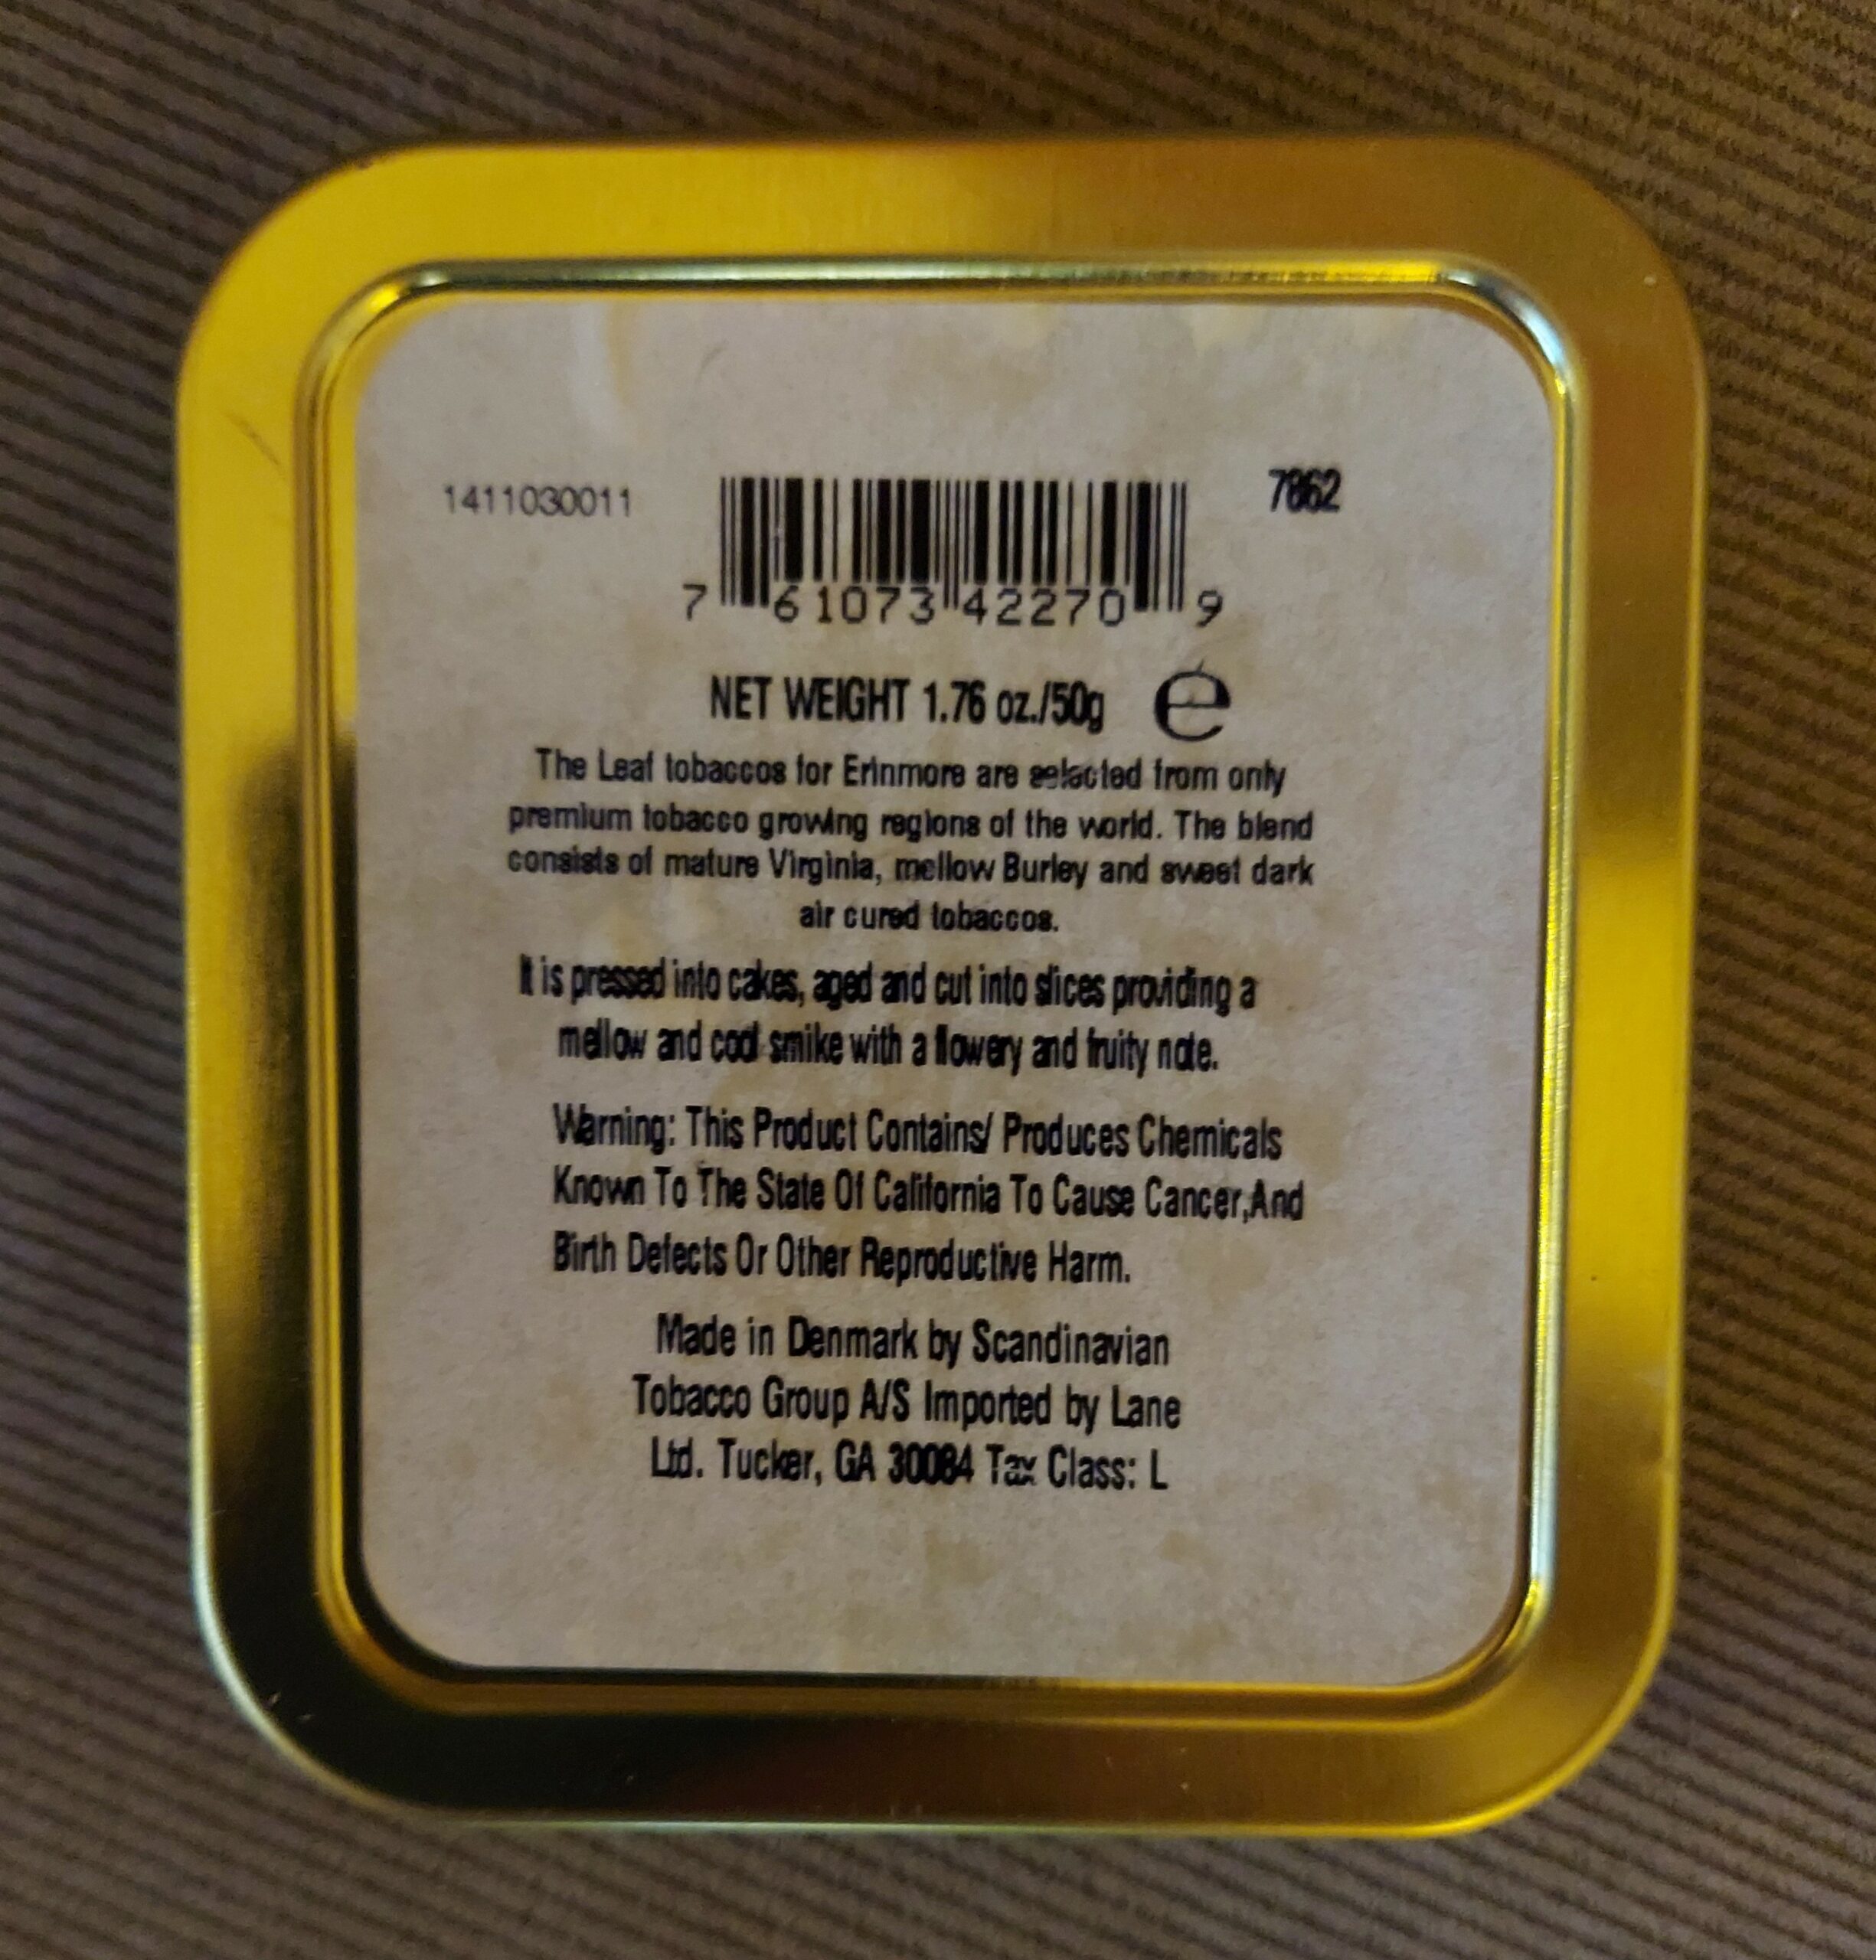 1411030011
7862
7 61073 42270 9
NET WEIGHT 1.76 oz./50g e
The Leaf tobaccos for Erinmore are selected from only
premium tobacco growing regions of the world. The blend
consists of mature Virginia, mellow Burley and sweet dark
air cured tobaccos.
It is pressed into cakes, aged and cut into slices providing a
mellow and cool smike with a flowery and fruity note.
Warning: This Product Contains/ Produces Chemicals
Known To The State Of California To Cause Cancer,And
Birth Defects Or Other Reproductive Harm.
Made in Denmark by Scandinavian
Tobacco Group A/S Imported by Lane
Ltd. Tucker, GA 30084 Tax Class: L